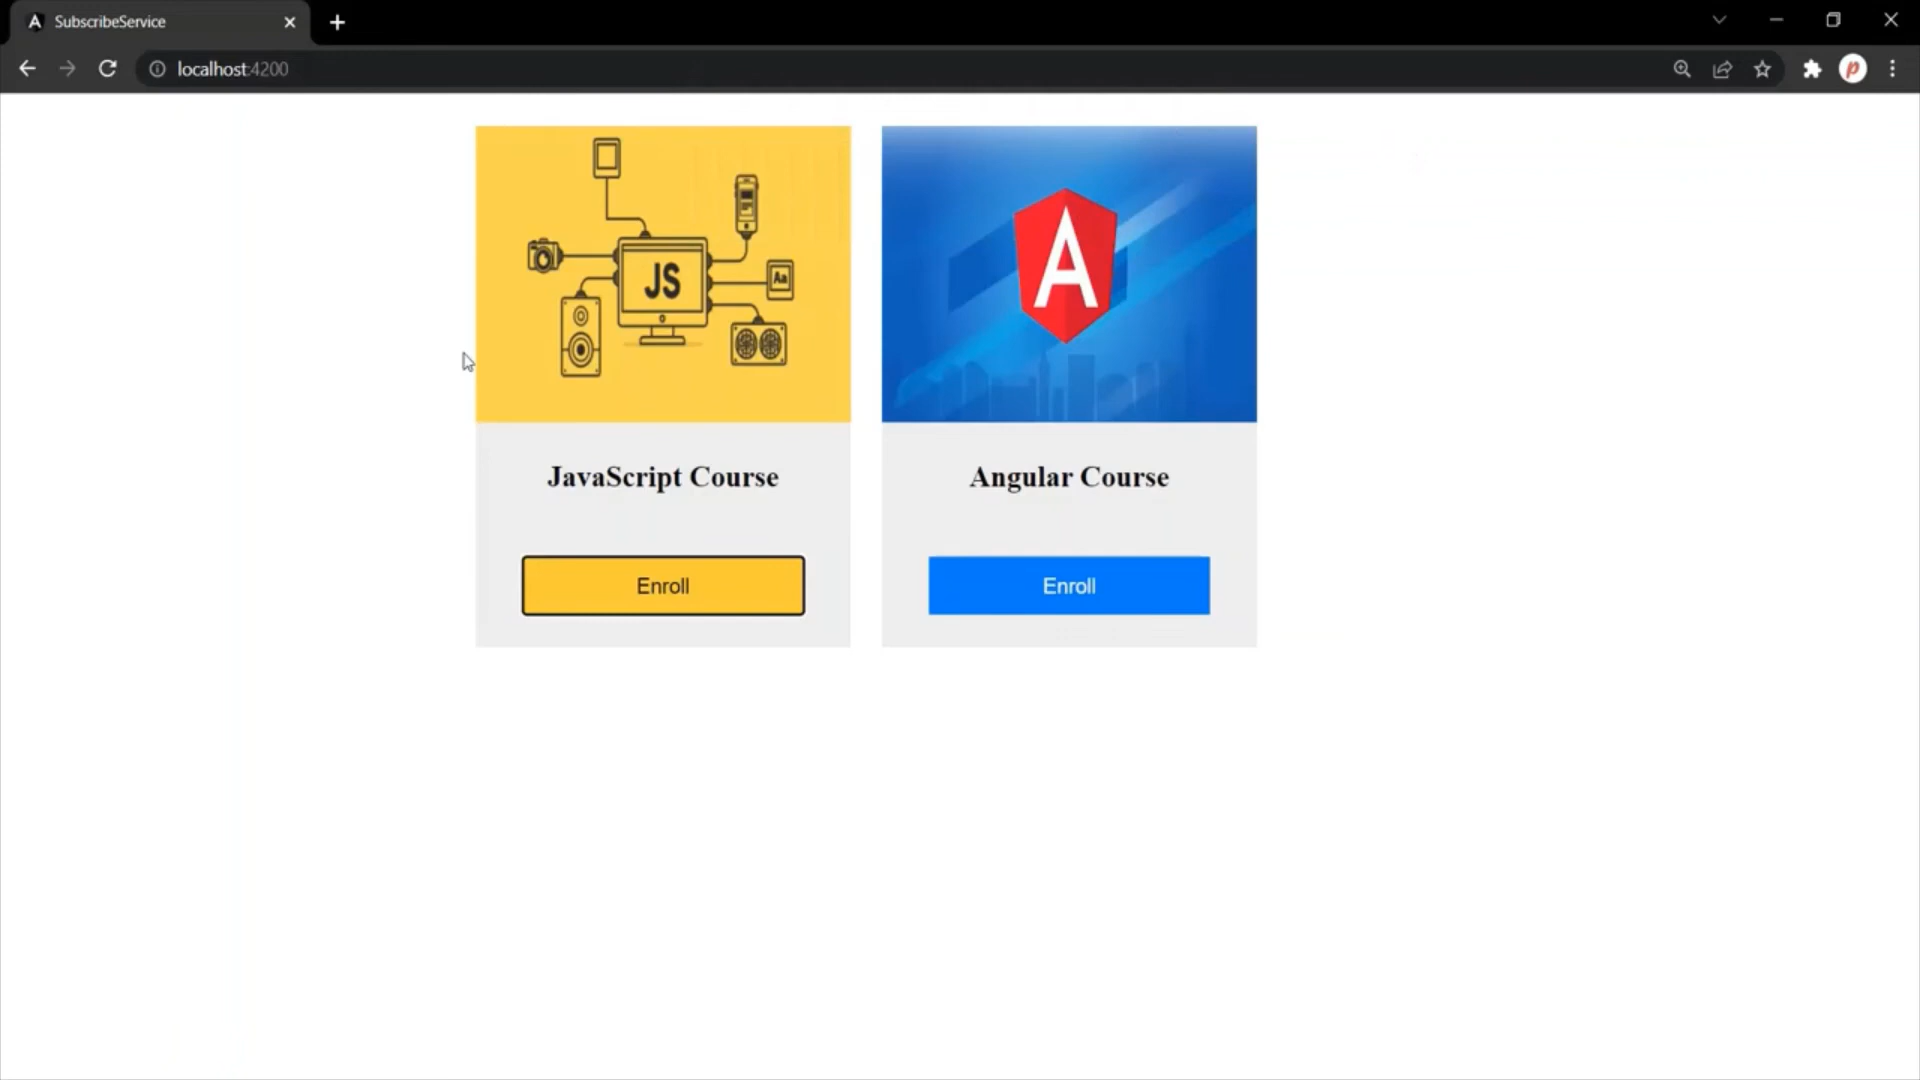 SubscribeService
localhost:4200
JS
Aa
A
JavaScript Course
Angular Course
Enroll
Enroll